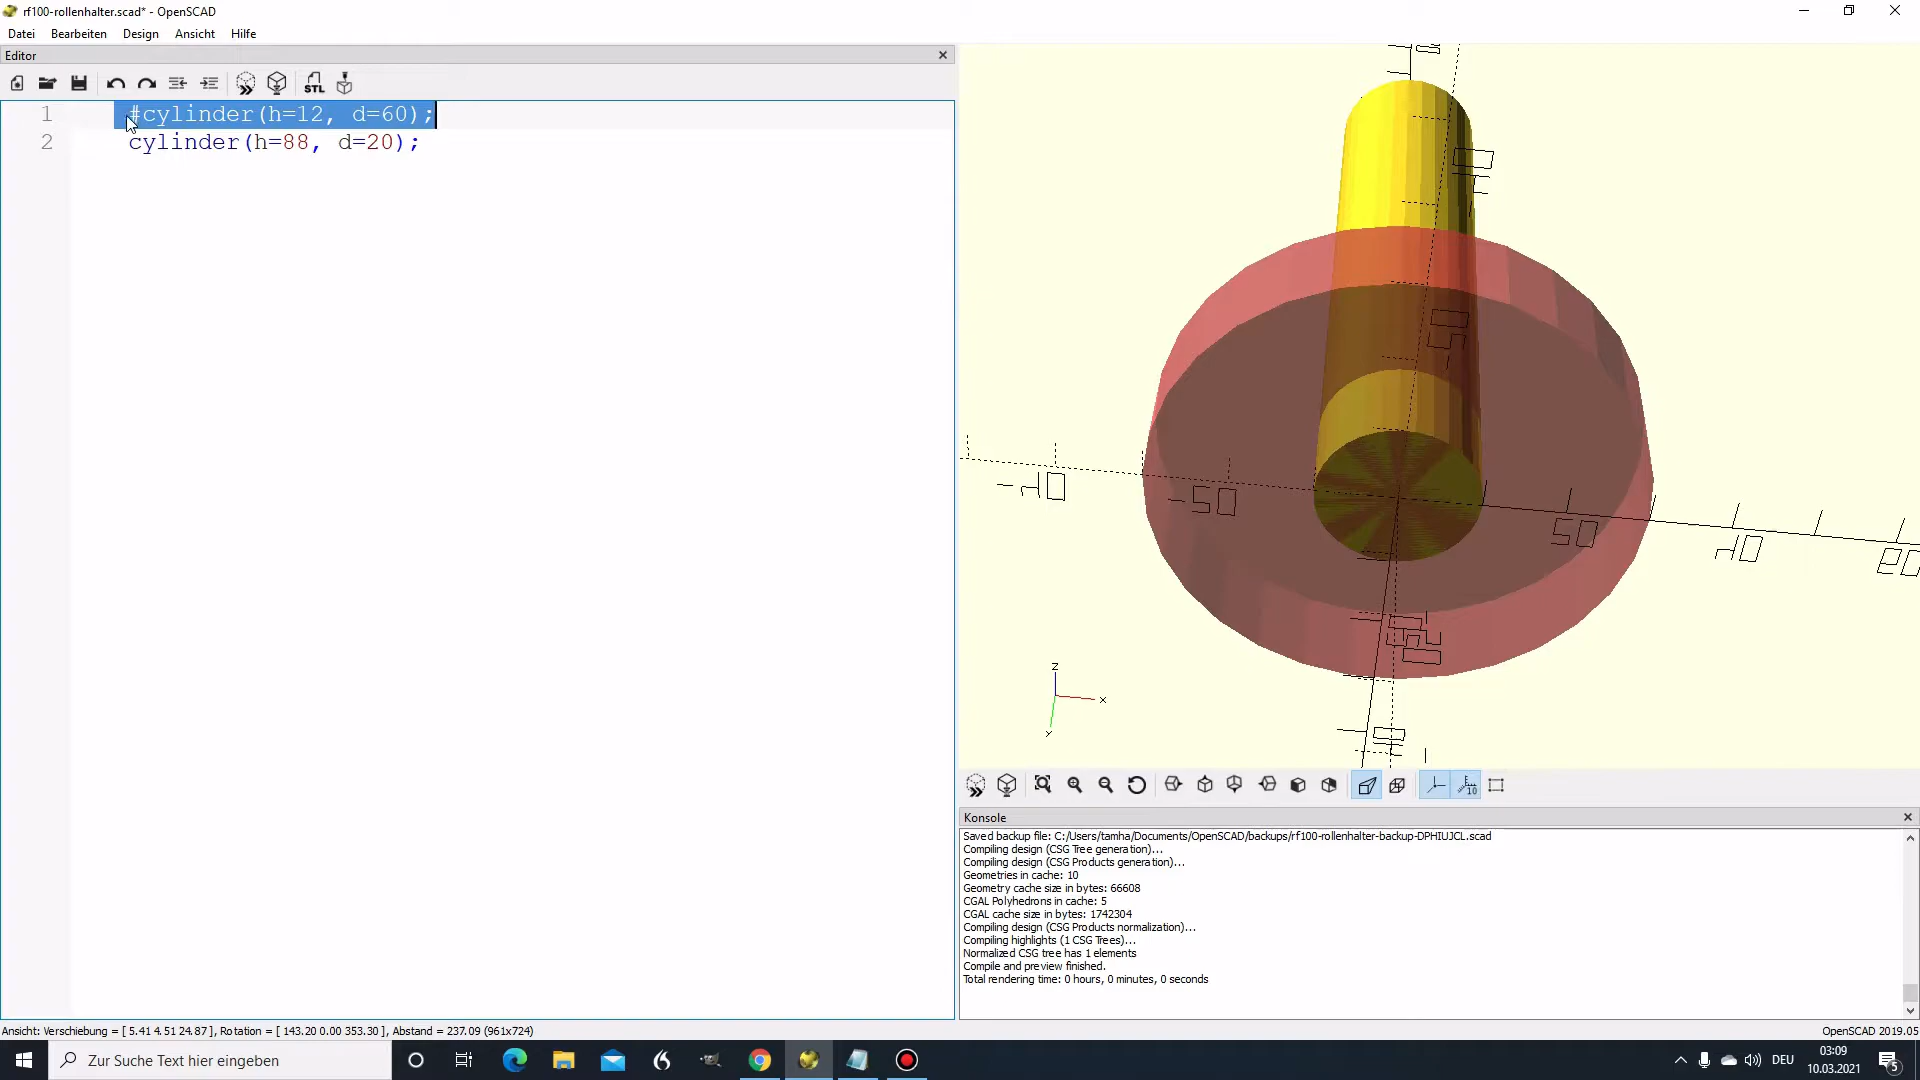 rf100-rollenhalter.scad* - OpenSCAD
Datei Bearbeiten Design Ansicht Hilfe
Editor
STL
1 #cylinder(h=12, d=60);
2 cylinder(h=88, d=20);
z
x
y
10
Konsole
Saved backup file: C:/Users/tamha/Documents/OpenSCAD/backups/rf100-rollenhalter-backup-DPHIUJCL.scad
Compiling design (CSG Tree generation)...
Compiling design (CSG Products generation)...
Geometries in cache: 10
Geometry cache size in bytes: 66608
CGAL Polyhedrons in cache: 5
CGAL cache size in bytes: 1742304
Compiling design (CSG Products normalization)...
Compiling highlights (1 CSG Trees)...
Normalized CSG tree has 1 elements
Compile and preview finished.
Total rendering time: 0 hours, 0 minutes, 0 seconds
Ansicht: Verschiebung = [ 5.41 4.51 24.87 ], Rotation = [ 143.20 0.00 353.30 ], Abstand = 237.09 (961x724)
OpenSCAD 2019.05
Zur Suche Text hier eingeben
DEU
03:09
10.03.2021
5